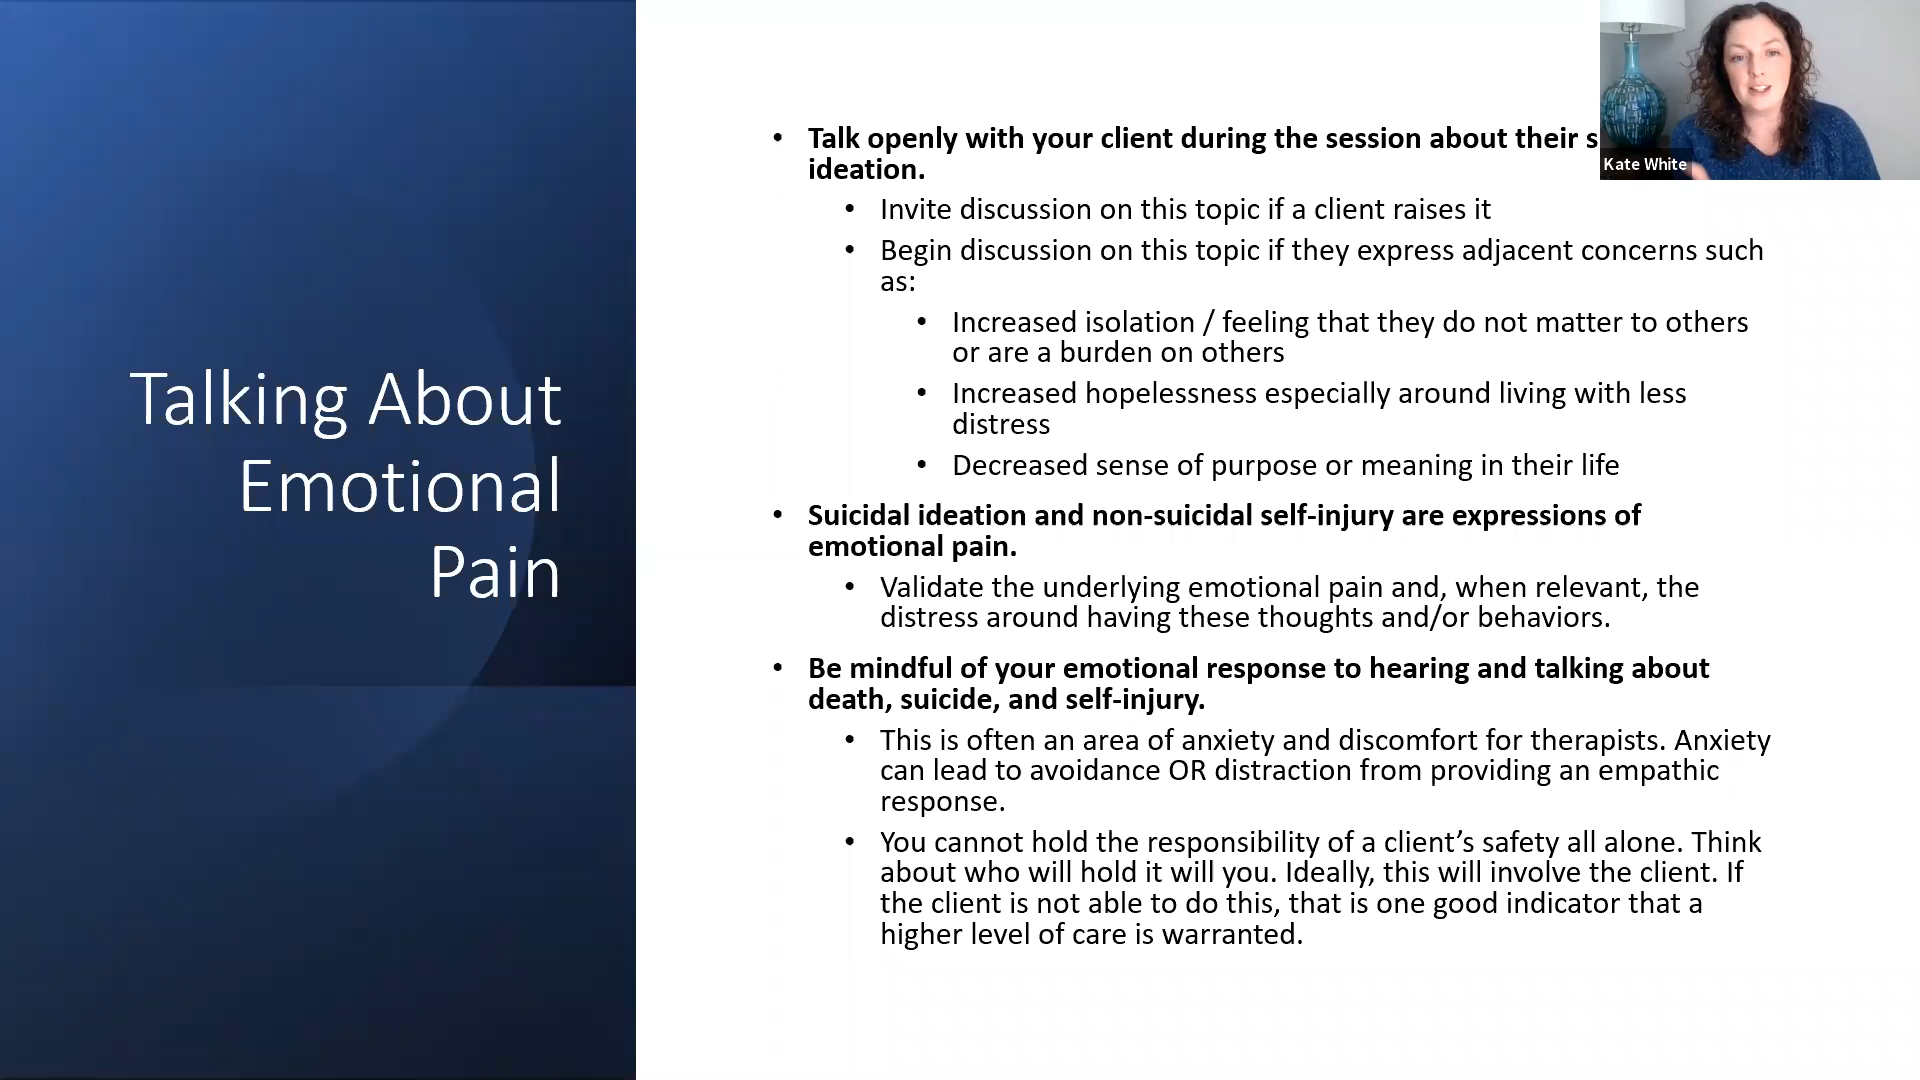 Talking About
Emotional
Pain
• Talk openly with your client during the session about their
ideation.
• Invite discussion on this topic if a client raises it
• Begin discussion on this topic if they express adjacent concerns such
as:
• Increased isolation / feeling that they do not matter to others
or are a burden on others
• Increased hopelessness especially around living with less
distress
• Decreased sense of purpose or meaning in their life
• Suicidal ideation and non-suicidal self-injury are expressions of
emotional pain.
• Validate the underlying emotional pain and, when relevant, the
distress around having these thoughts and/or behaviors.
• Be mindful of your emotional response to hearing and talking about
death, suicide, and self-injury.
• This is often an area of anxiety and discomfort for therapists. Anxiety
can lead to avoidance OR distraction from providing an empathic
response.
• You cannot hold the responsibility of a client’s safety all alone. Think
about who will hold it will you. Ideally, this will involve the client. If
the client is not able to do this, that is one good indicator that a
higher level of care is warranted.
Kate White